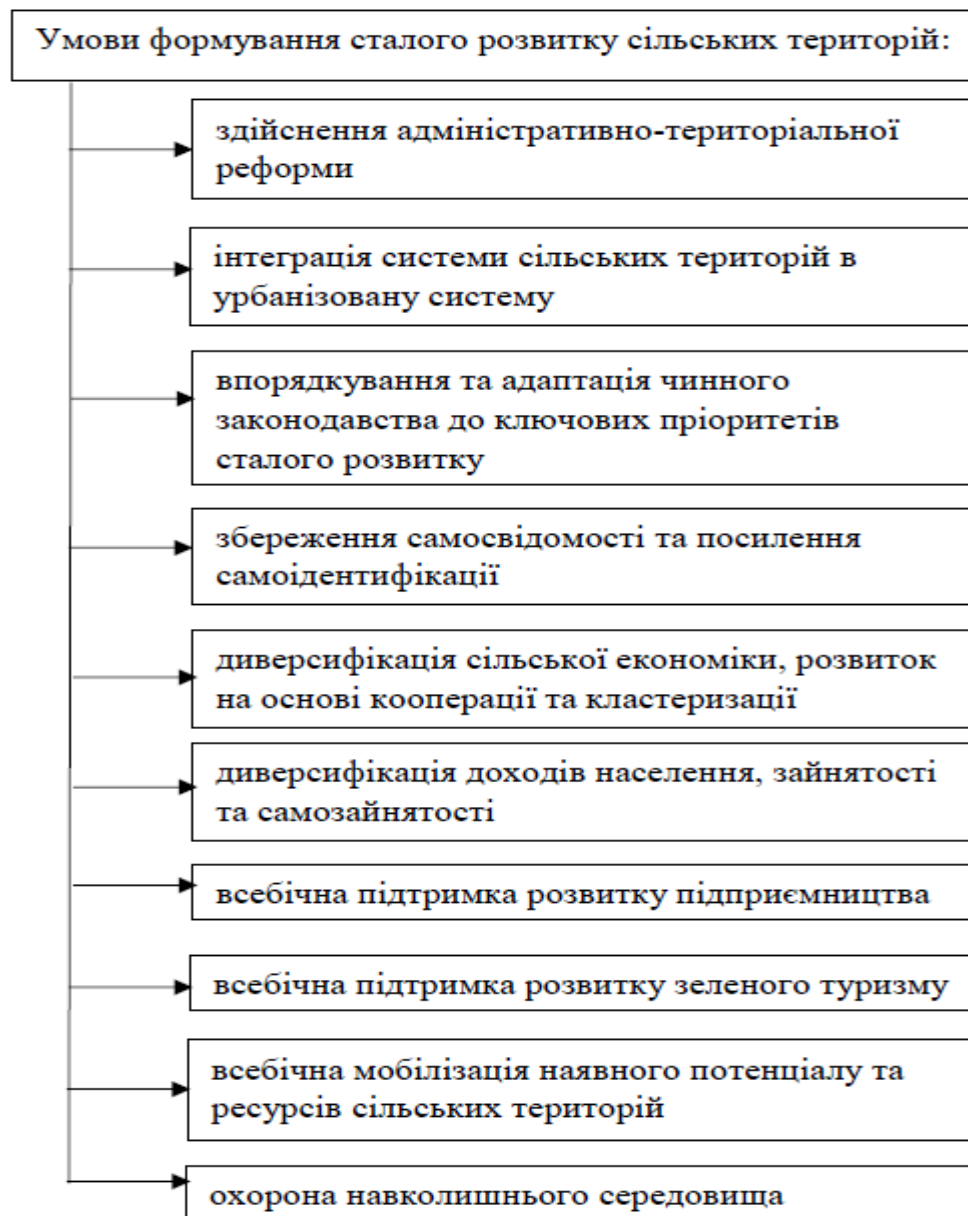 Умови формування сталого розвитку сільських територій:
здійснення адміністративно-територіальної
реформи
інтеграція системи сільських територій в
урбанізовану систему
впорядкування та адаптація чинного
законодавства до ключових пріоритетів
сталого розвитку
збереження самосвідомості та посилення
самоідентифікації
диверсифікація сільської економіки, розвиток
на основі кооперації та кластеризації
диверсифікація доходів населення, зайнятості
та самозайнятості
всебічна підтримка розвитку підприємництва
всебічна підтримка розвитку зеленого туризму
всебічна мобілізація наявного потенціалу та
ресурсів сільських територій
охорона навколишнього середовища